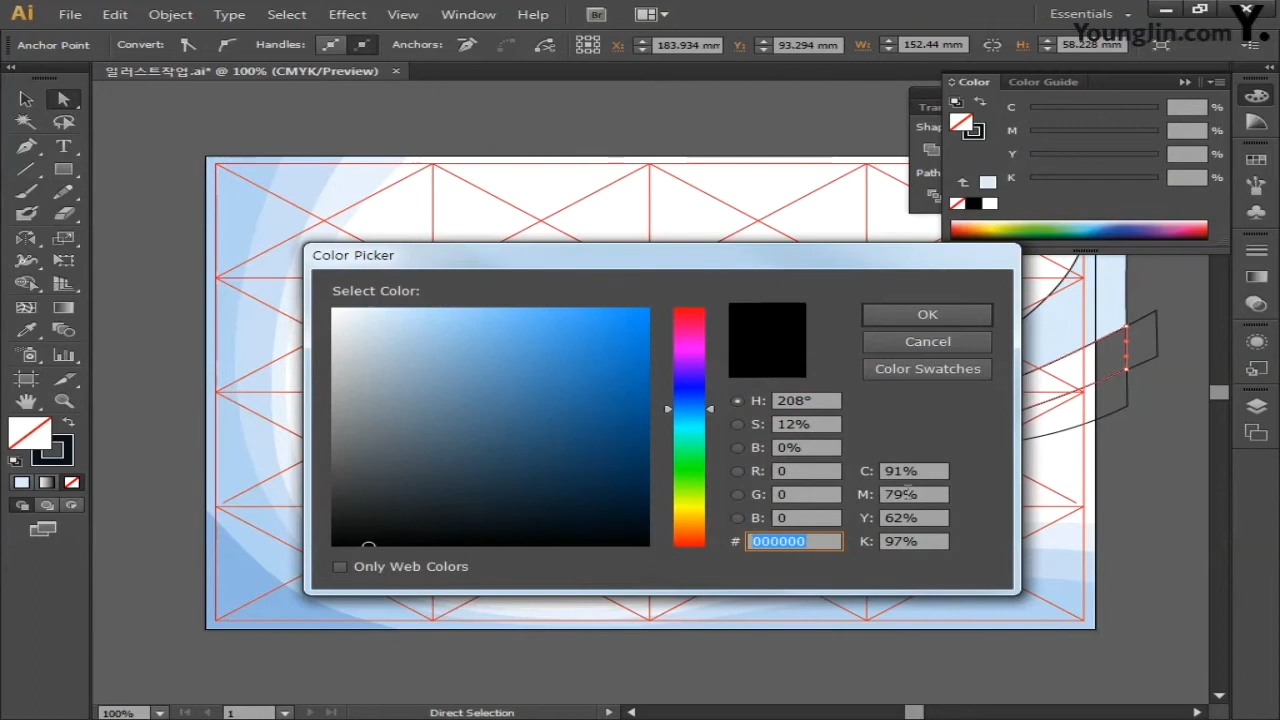 Ai File Edit Object Type Select Effect View Window Help Br Essentials
YoungJin.com Y.
Anchor Point Convert: Handles: Anchors: X: 183.934 mm Y: 93.294 mm W: 152.44 mm H: 58.228 mm
일러스트작업.ai* @ 100% (CMYK/Preview) ×
Color Color Guide
C %
M %
Y %
K %
Color Picker
Select Color:
OK
Cancel
Color Swatches
H: 208°
S: 12%
B: 0%
R: 0 C: 91%
G: 0 M: 79%
B: 0 Y: 62%
# 000000 K: 97%
Only Web Colors
100% 1 Direct Selection